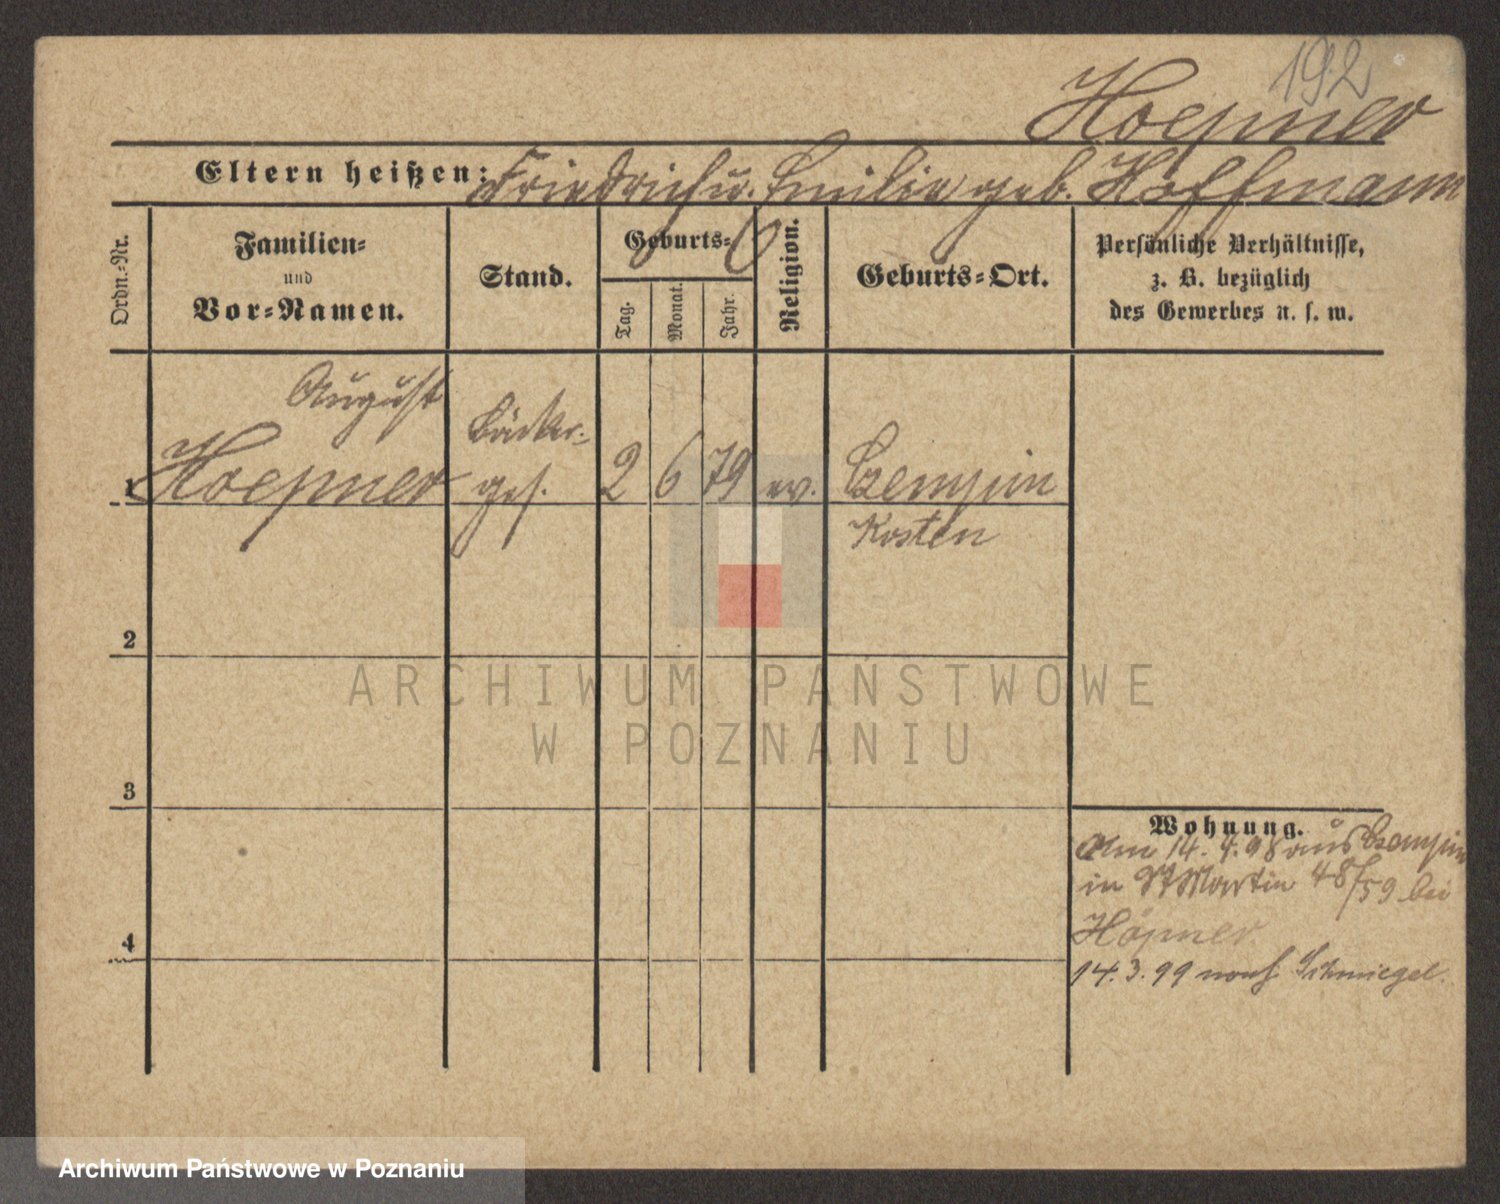 192
Hoepner
Eltern heißen: Friedrich u. Emilie geb. Hoffmann
Ordn.-Nr.
Familien-
und
Vor-Namen.
Stand.
Geburts-
Tag.
Monat.
Jahr.
Religion.
Geburts-Ort.
Persönliche Verhältnisse,
z. B. bezüglich
des Gewerbes u. s. w.
August
Bäcker-
1 Hoepner ges. 2 6 79 ev. Czempin
Kosten
2
3
4
Wohnung.
Am 14. 4. 98 aus Czempin
in St Martin 48/59 bei
Höpner
14.3.99 nach Schmiegel.
ARCHIWUM PAŃSTWOWE
W POZNANIU
Archiwum Państwowe w Poznaniu